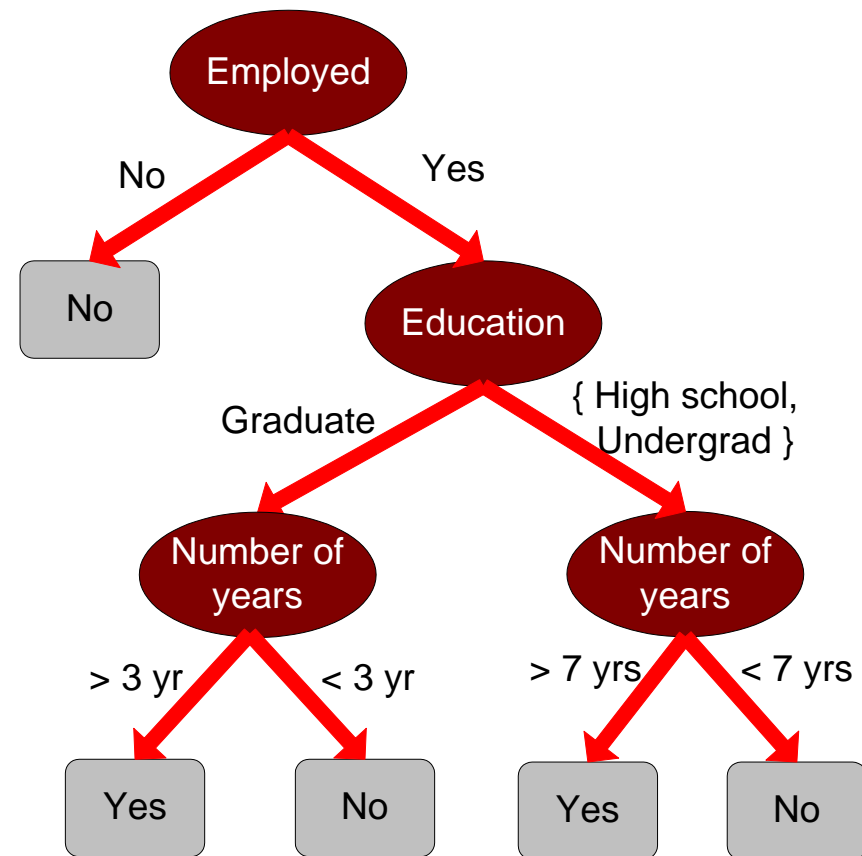 Employed
No
Yes
No
Education
Graduate
{ High school,
Undergrad }
Number of
years
Number of
years
> 3 yr
< 3 yr
> 7 yrs
< 7 yrs
Yes
No
Yes
No